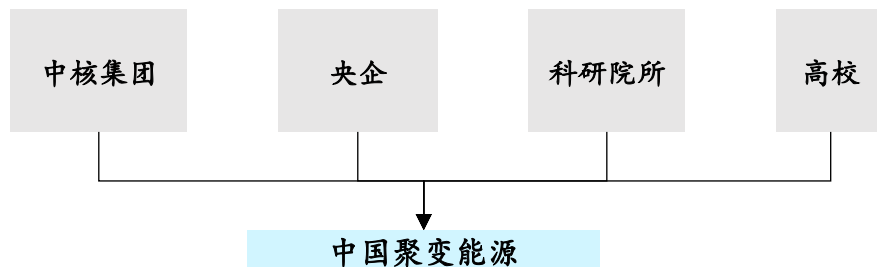 中核集团
央企
科研院所
高校
中国聚变能源